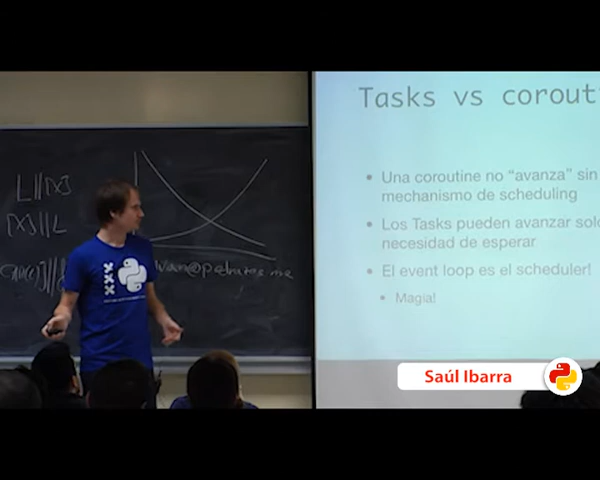 Tasks vs corout
Una coroutine no "avanza" sin
mechanismo de scheduling
Los Tasks pueden avanzar solo
necesidad de esperar
El event loop es el scheduler!
Magia!
Saúl Ibarra